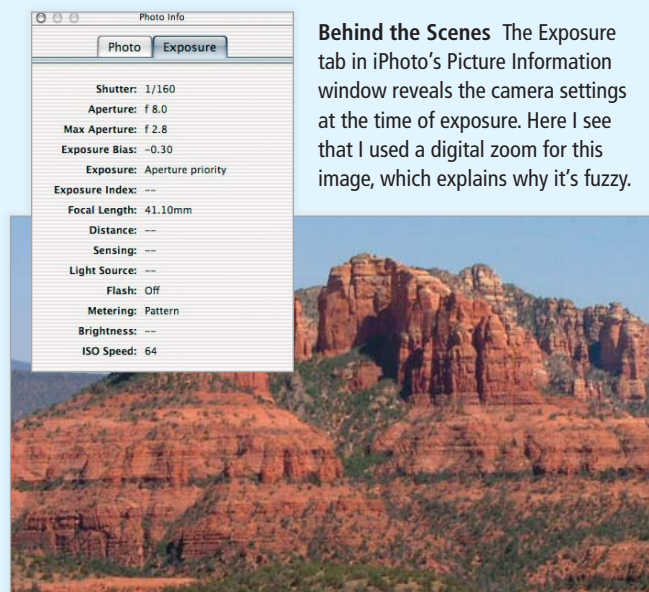 Photo Info
Photo Exposure
Shutter: 1/160
Aperture: f 8.0
Max Aperture: f 2.8
Exposure Bias: -0.30
Exposure: Aperture priority
Exposure Index: --
Focal Length: 41.10mm
Distance: --
Sensing: --
Light Source: --
Flash: Off
Metering: Pattern
Brightness: --
ISO Speed: 64
Behind the Scenes The Exposure
tab in iPhoto’s Picture Information
window reveals the camera settings
at the time of exposure. Here I see
that I used a digital zoom for this
image, which explains why it’s fuzzy.